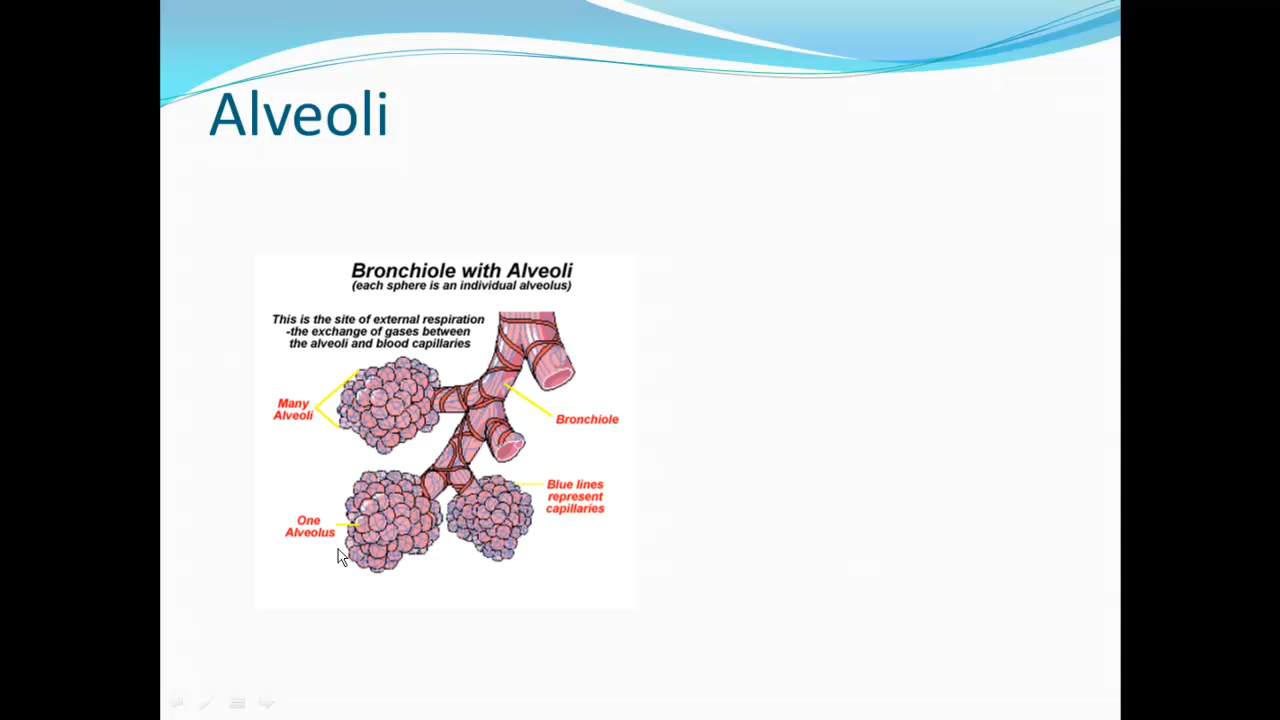 Alveoli
Bronchiole with Alveoli
(each sphere is an individual alveolus)
This is the site of external respiration
-the exchange of gases between
the alveoli and blood capillaries
Many
Alveoli
Bronchiole
Blue lines
represent
capillaries
One
Alveolus